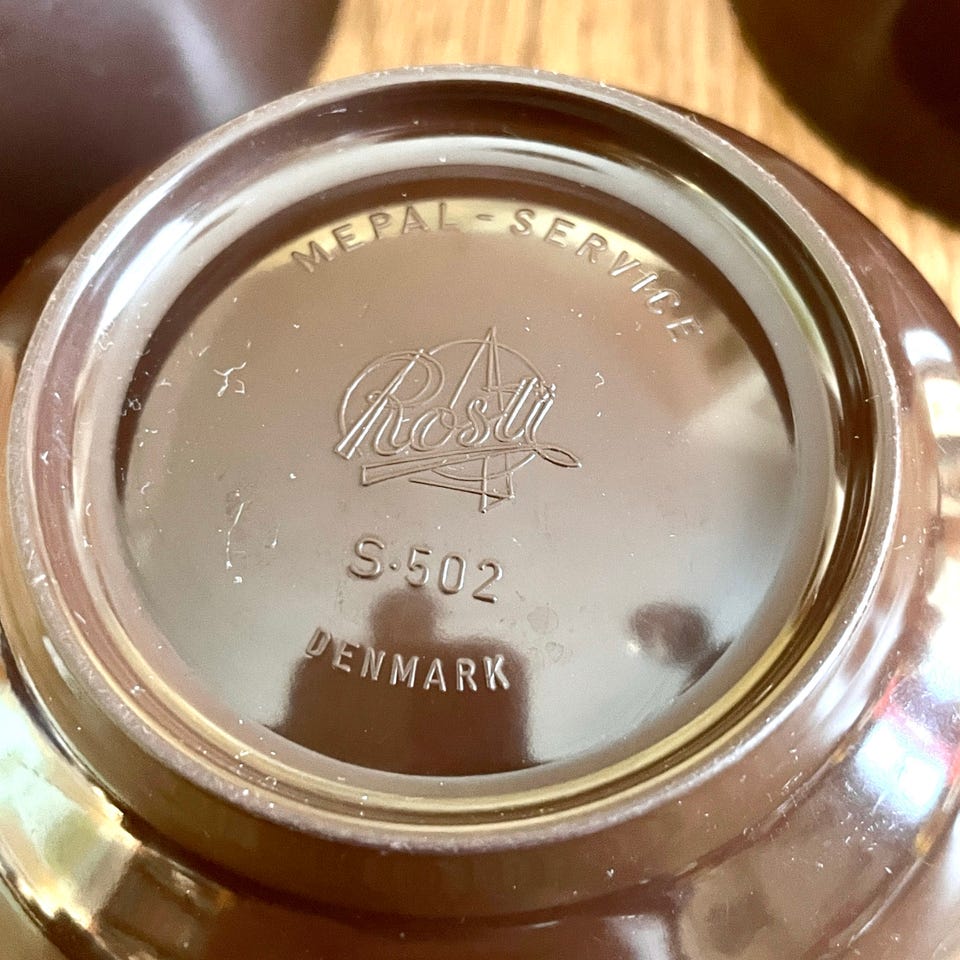 MEPAL - SERVICE
Rosti
S·502
DENMARK